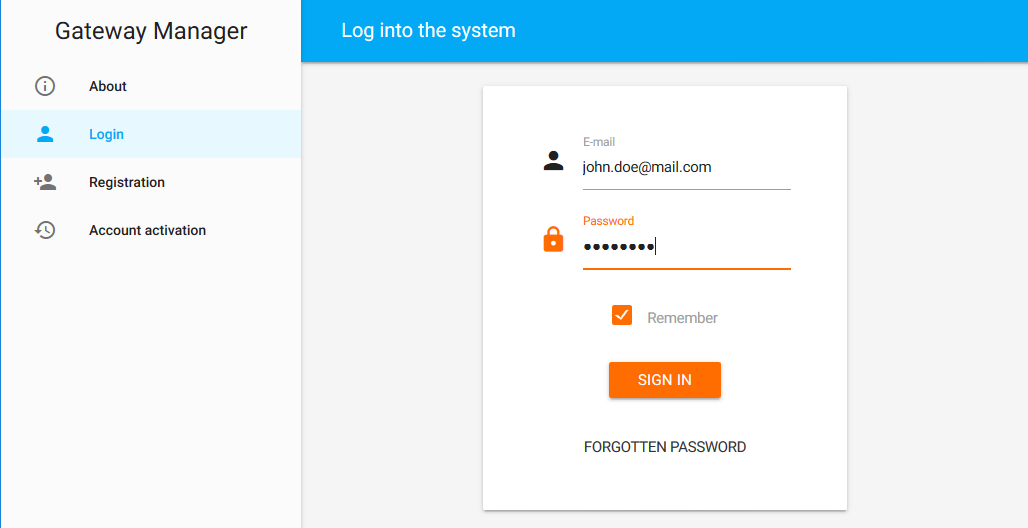 Gateway Manager
About
Login
Registration
Account activation
Log into the system
E-mail
john.doe@mail.com
Password
••••••••
Remember
SIGN IN
FORGOTTEN PASSWORD